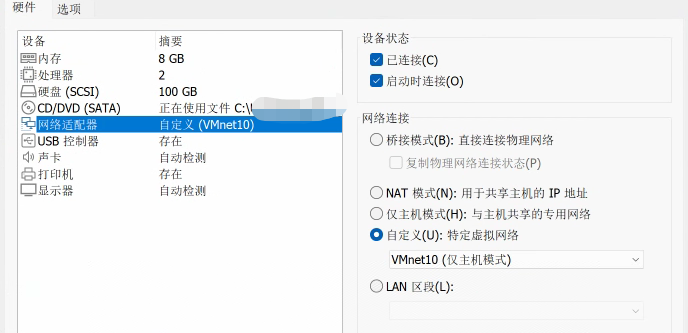 硬件 选项
设备 摘要
内存 8 GB
处理器 2
硬盘 (SCSI) 100 GB
CD/DVD (SATA) 正在使用文件 C:\
网络适配器 自定义 (VMnet10)
USB 控制器 存在
声卡 自动检测
打印机 存在
显示器 自动检测
设备状态
已连接(C)
启动时连接(O)
网络连接
桥接模式(B): 直接连接物理网络
复制物理网络连接状态(P)
NAT 模式(N): 用于共享主机的 IP 地址
仅主机模式(H): 与主机共享的专用网络
自定义(U): 特定虚拟网络
VMnet10 (仅主机模式)
LAN 区段(L):